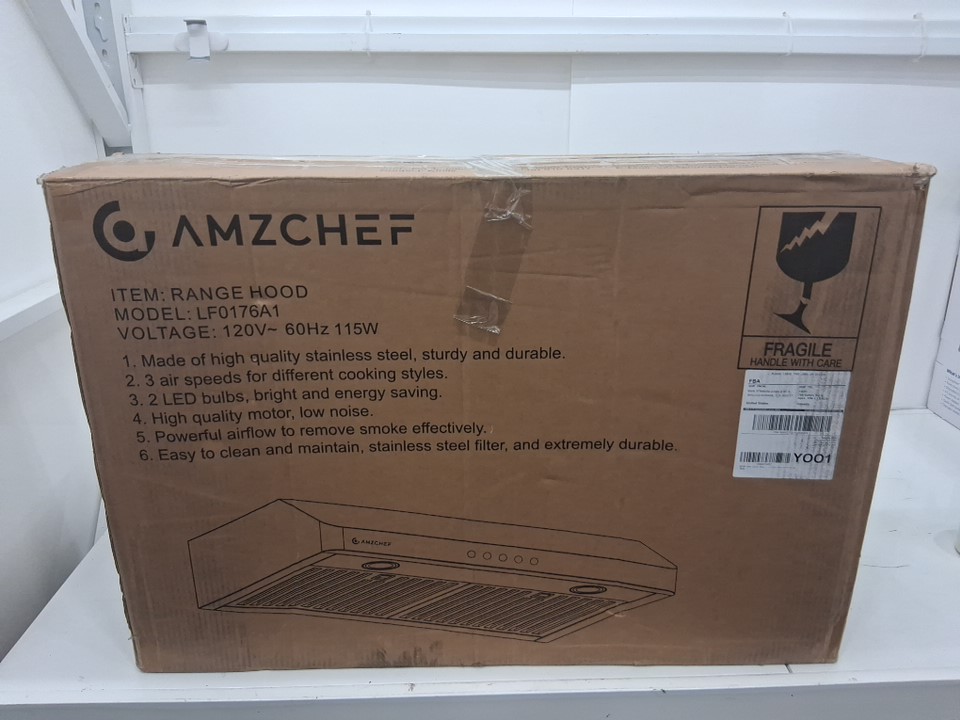 AMZCHEF
ITEM: RANGE HOOD
MODEL: LF0176A1
VOLTAGE: 120V~ 60Hz 115W
1. Made of high quality stainless steel, sturdy and durable.
2. 3 air speeds for different cooking styles.
3. 2 LED bulbs, bright and energy saving.
4. High quality motor, low noise.
5. Powerful airflow to remove smoke effectively.
6. Easy to clean and maintain, stainless steel filter, and extremely durable.
FRAGILE
HANDLE WITH CARE
FBA
YOO1
AMZCHEF